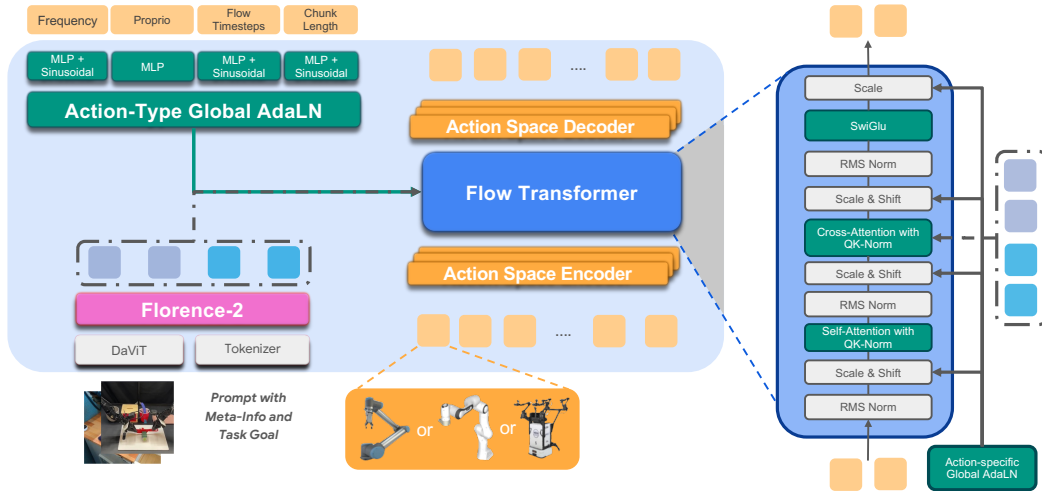 Frequency
Proprio
Flow
Timesteps
Chunk
Length
MLP +
Sinusoidal
MLP
MLP +
Sinusoidal
MLP +
Sinusoidal
Action-Type Global AdaLN
....
Action Space Decoder
Flow Transformer
Action Space Encoder
....
Florence-2
DaViT
Tokenizer
Prompt with
Meta-Info and
Task Goal
or
or
Scale
SwiGlu
RMS Norm
Scale & Shift
Cross-Attention with
QK-Norm
Scale & Shift
RMS Norm
Self-Attention with
QK-Norm
Scale & Shift
RMS Norm
Action-specific
Global AdaLN